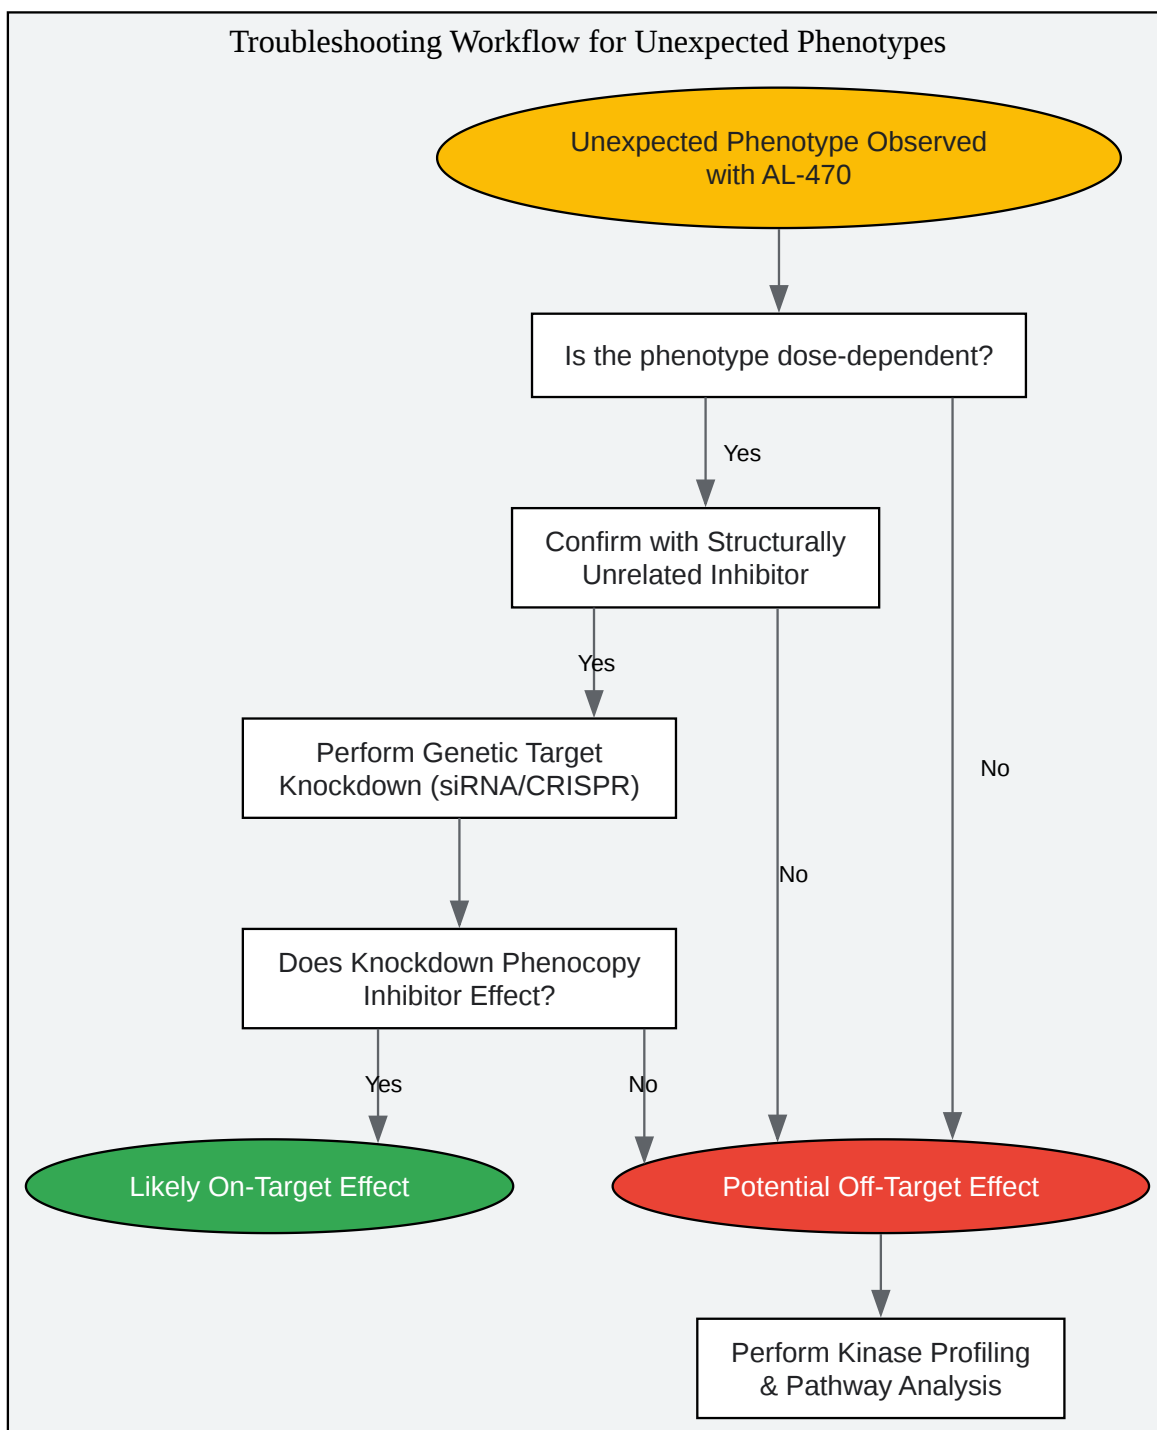 Troubleshooting Workflow for Unexpected Phenotypes
Unexpected Phenotype Observed
with AL-470
Is the phenotype dose-dependent?
Yes
Confirm with Structurally
Unrelated Inhibitor
Yes
Perform Genetic Target
Knockdown (siRNA/CRISPR)
No
No
Does Knockdown Phenocopy
Inhibitor Effect?
Yes
No
Likely On-Target Effect
Potential Off-Target Effect
Perform Kinase Profiling
& Pathway Analysis